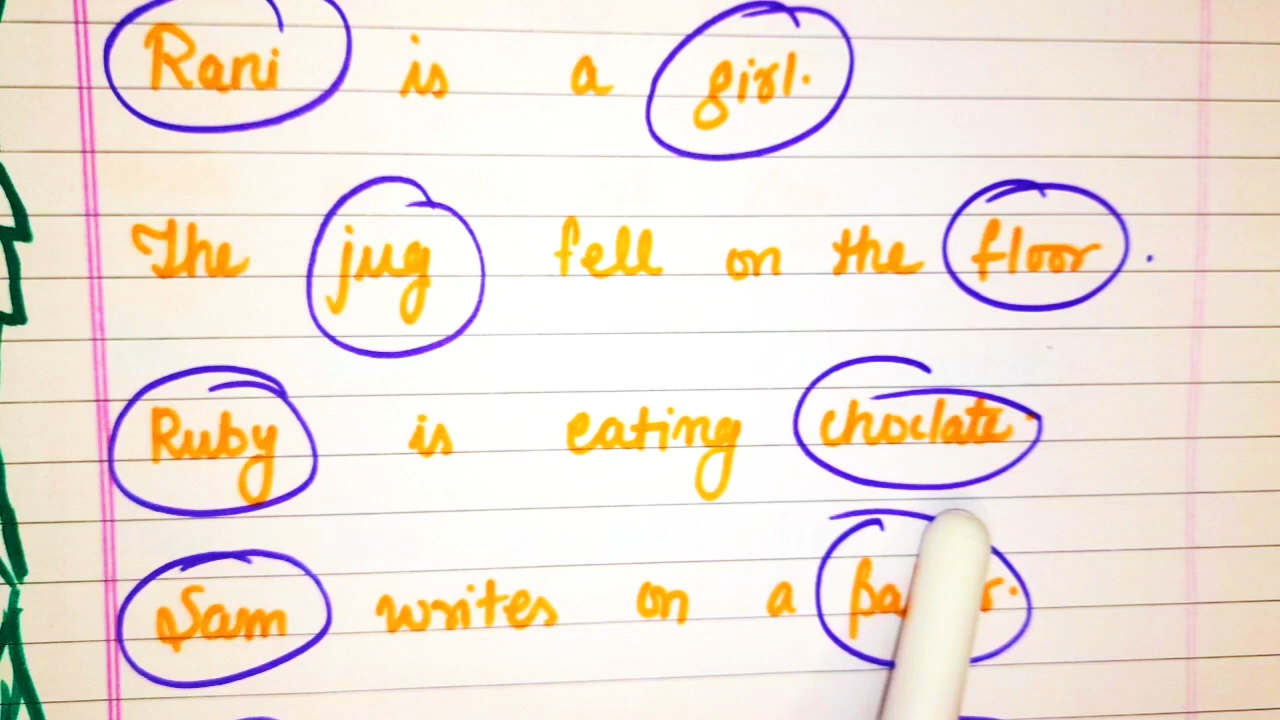 Rani is a girl.
The jug fell on the floor.
Ruby is eating choclate.
Sam writes on a